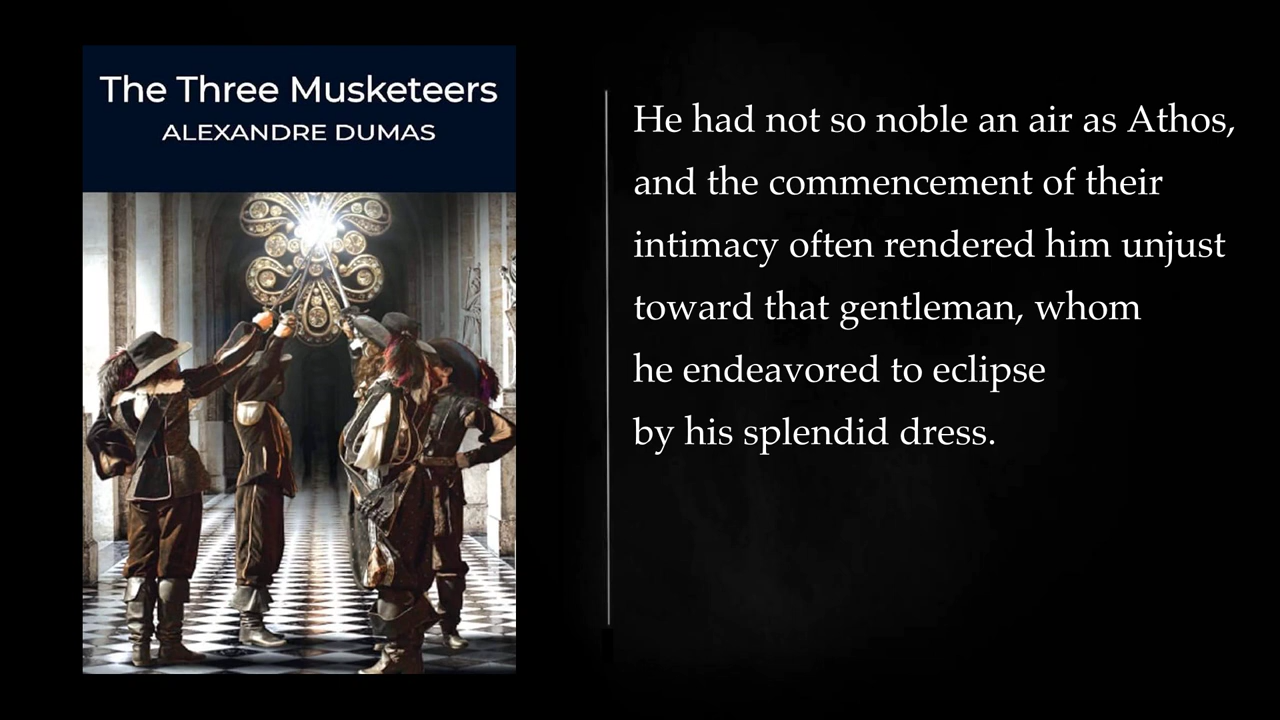 The Three Musketeers
ALEXANDRE DUMAS
He had not so noble an air as Athos,
and the commencement of their
intimacy often rendered him unjust
toward that gentleman, whom
he endeavored to eclipse
by his splendid dress.